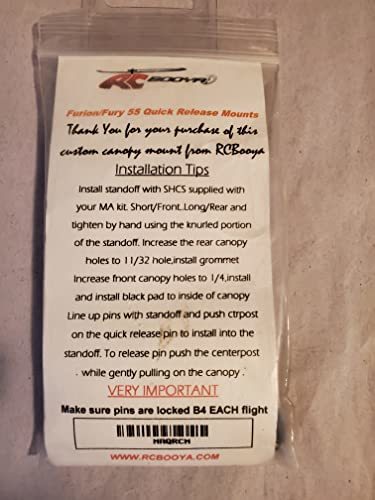 RCBOOYA
Furion/Fury 55 Quick Release Mounts
Thank You for your purchase of this
custom canopy mount from RCBooya
Installation Tips
Install standoff with SHCS supplied with
your MA kit. Short/Front..Long/Rear and
tighten by hand using the knurled portion
of the standoff. Increase the rear canopy
holes to 11/32 hole,install grommet
Increase fnont canopy holes to 1/4,install
and install black pad to inside of canopy
Line up pins with standoff and push ctrpost
on the quick release pin to install into the
standoff. To release pin push the centerpost
while gently pulling on the canopy .
VERY IMPORTANT
Make sure pins are locked B4 EACH flight
MAQRCM
WWW.RCBOOYA.COM